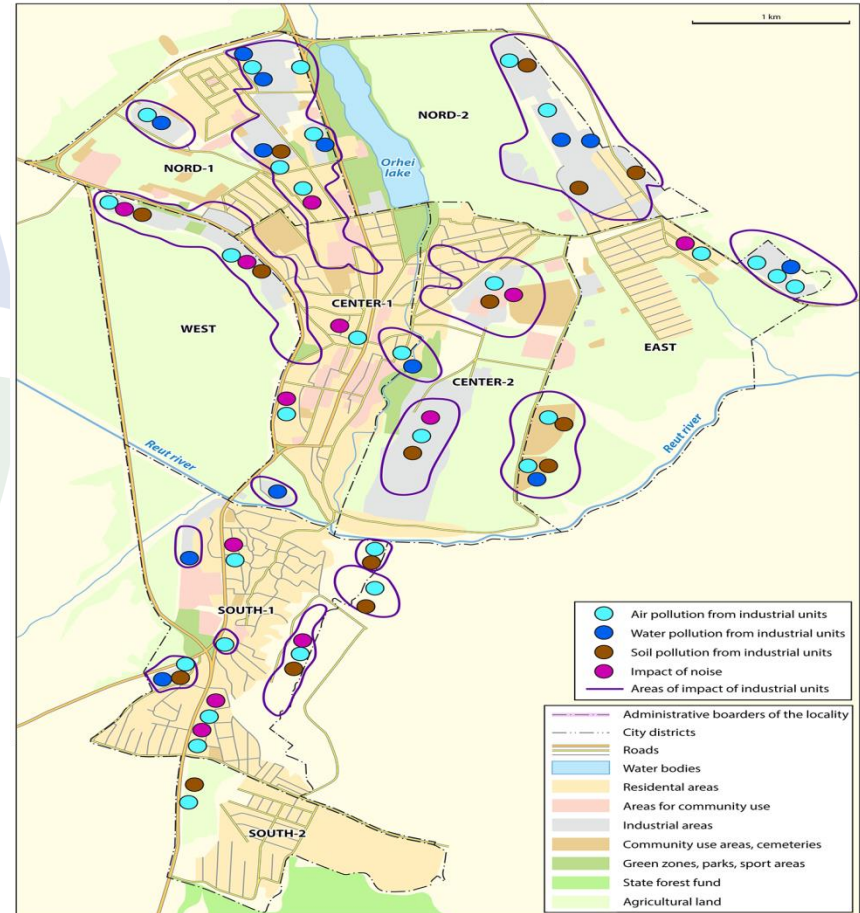 1 km
NORD-2
Orhei
lake
NORD-1
CENTER-1
WEST
EAST
CENTER-2
Reut river
Reut river
SOUTH-1
SOUTH-2
Air pollution from industrial units
Water pollution from industrial units
Soil pollution from industrial units
Impact of noise
Areas of impact of industrial units
Administrative boarders of the locality
City districts
Roads
Water bodies
Residental areas
Areas for community use
Industrial areas
Community use areas, cemeteries
Green zones, parks, sport areas
State forest fund
Agricultural land